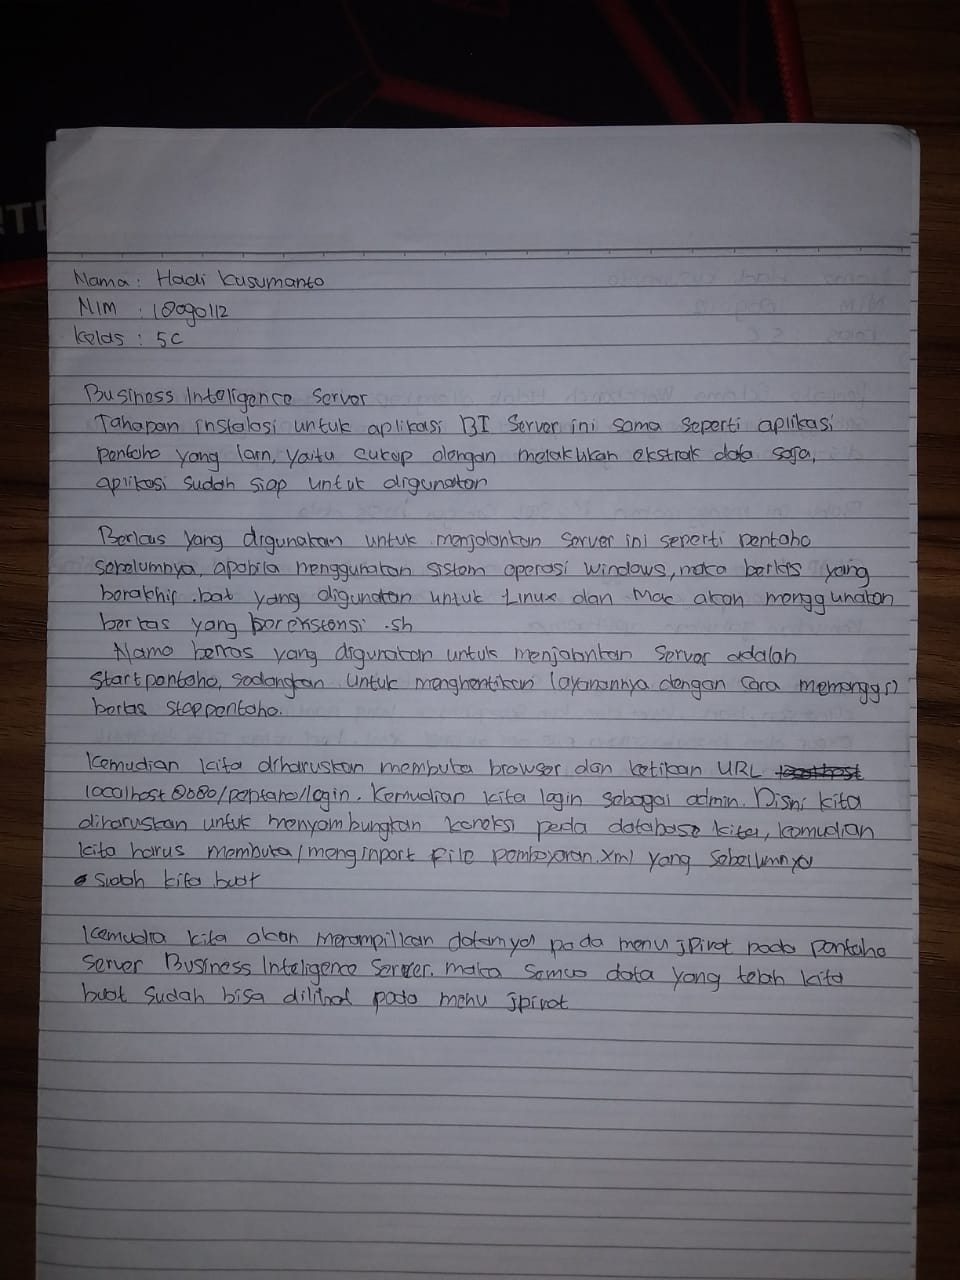 Nama : Hadi Kusumanto
NIM : 18090112
Kelas : 5C
Business Inteligence Server
Tahapan instalasi untuk aplikasi BI Server ini sama seperti aplikasi
pentaho yang lain, yaitu cukup dengan melakukan ekstrak data saja,
aplikasi sudah siap untuk digunakan
Berkas yang digunakan untuk menjalankan server ini seperti pentaho
sebelumnya, apabila menggunakan sistem operasi windows, maka berkas yang
berakhir .bat yang digunakan untuk Linux dan Mac akan menggunakan
berkas yang berekstensi .sh
Nama berkas yang digunakan untuk menjalankan server adalah
startpentaho, sedangkan untuk menghentikan layanannya dengan cara memanggil
berkas stoppentaho.
Kemudian kita diharuskan membuka browser dan ketikan URL
localhost 8080/pentaho/login. Kemudian kita login sebagai admin. Disni kita
diharuskan untuk menyambungkan koneksi pada database kita, kemudian
kita harus membuka/menginport file pembayaran.xml yang sebelumnya
sudah kita buat
Kemudia kita akan menampilkan datamya pada menu jpivot pada pentaho
server Business Inteligence Server. maka semua data yang telah kita
buat sudah bisa dilihat pada menu jpivot